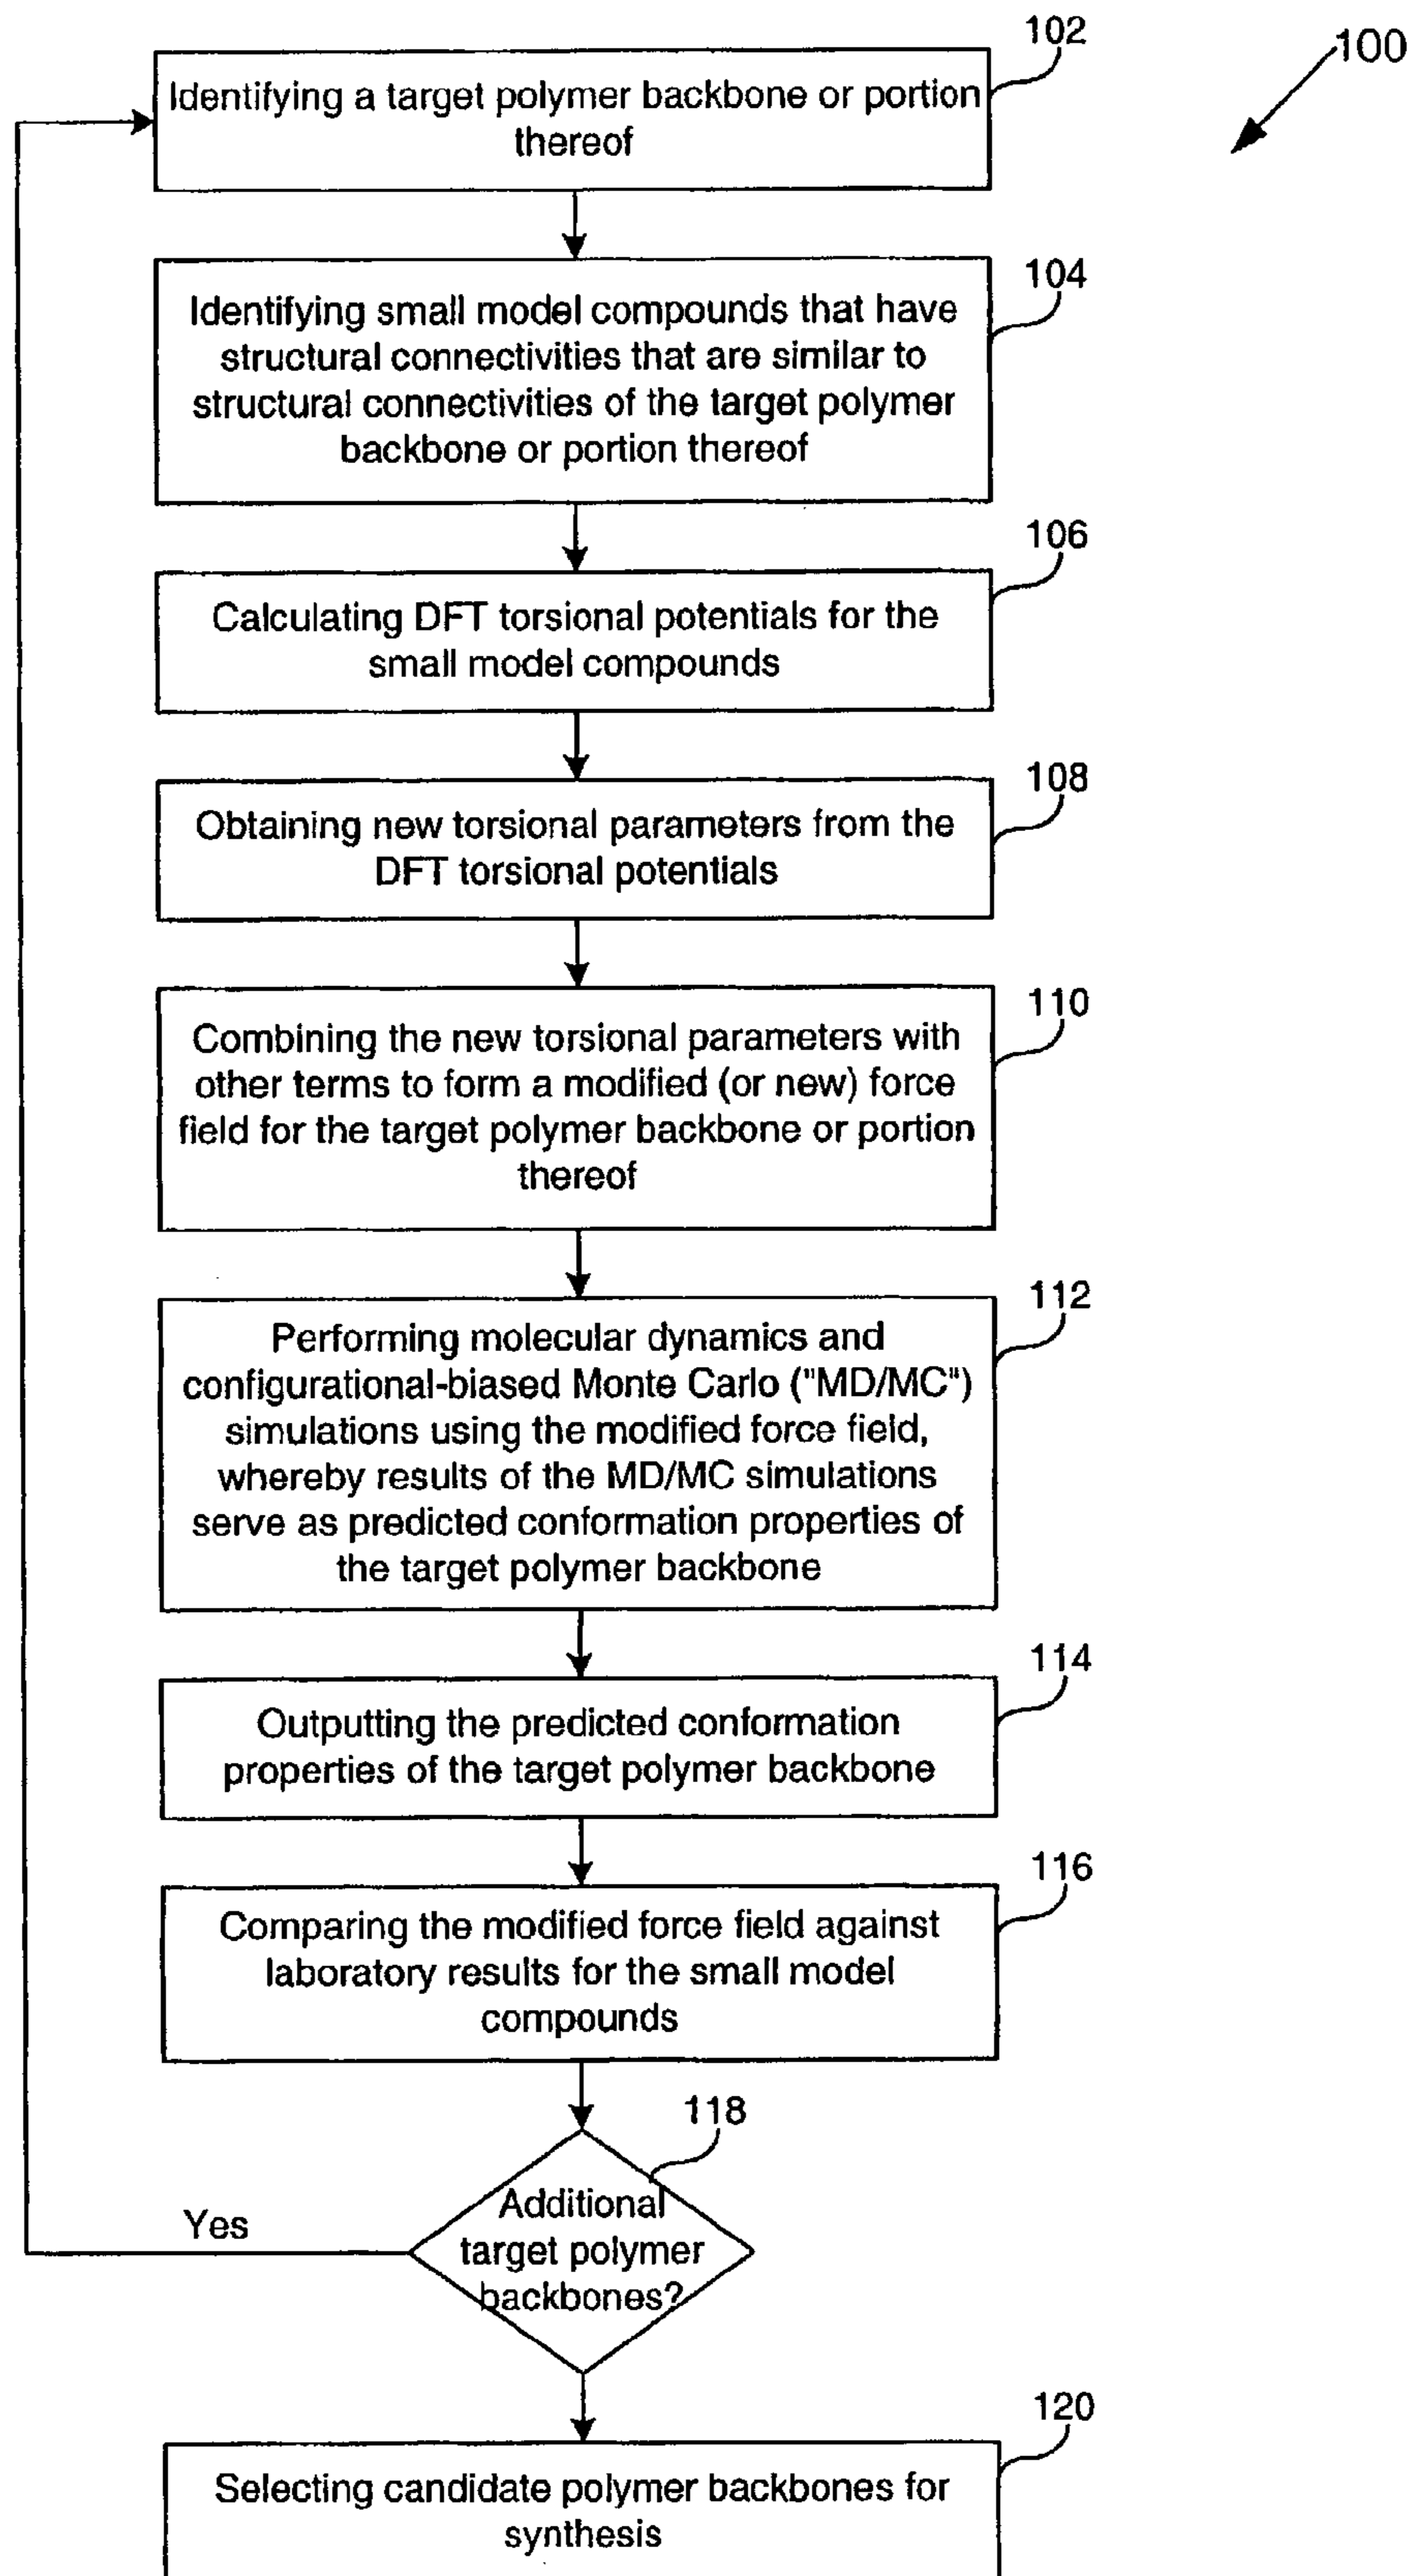 102
100
Identifying a target polymer backbone or portion
thereof
104
Identifying small model compounds that have
structural connectivities that are similar to
structural connectivities of the target polymer
backbone or portion thereof
106
Calculating DFT torsional potentials for the
small model compounds
108
Obtaining new torsional parameters from the
DFT torsional potentials
110
Combining the new torsional parameters with
other terms to form a modified (or new) force
field for the target polymer backbone or portion
thereof
112
Performing molecular dynamics and
configurational-biased Monte Carlo ("MD/MC")
simulations using the modified force field,
whereby results of the MD/MC simulations
serve as predicted conformation properties of
the target polymer backbone
114
Outputting the predicted conformation
properties of the target polymer backbone
116
Comparing the modified force field against
laboratory results for the small model
compounds
118
Additional
target polymer
backbones?
Yes
120
Selecting candidate polymer backbones for
synthesis